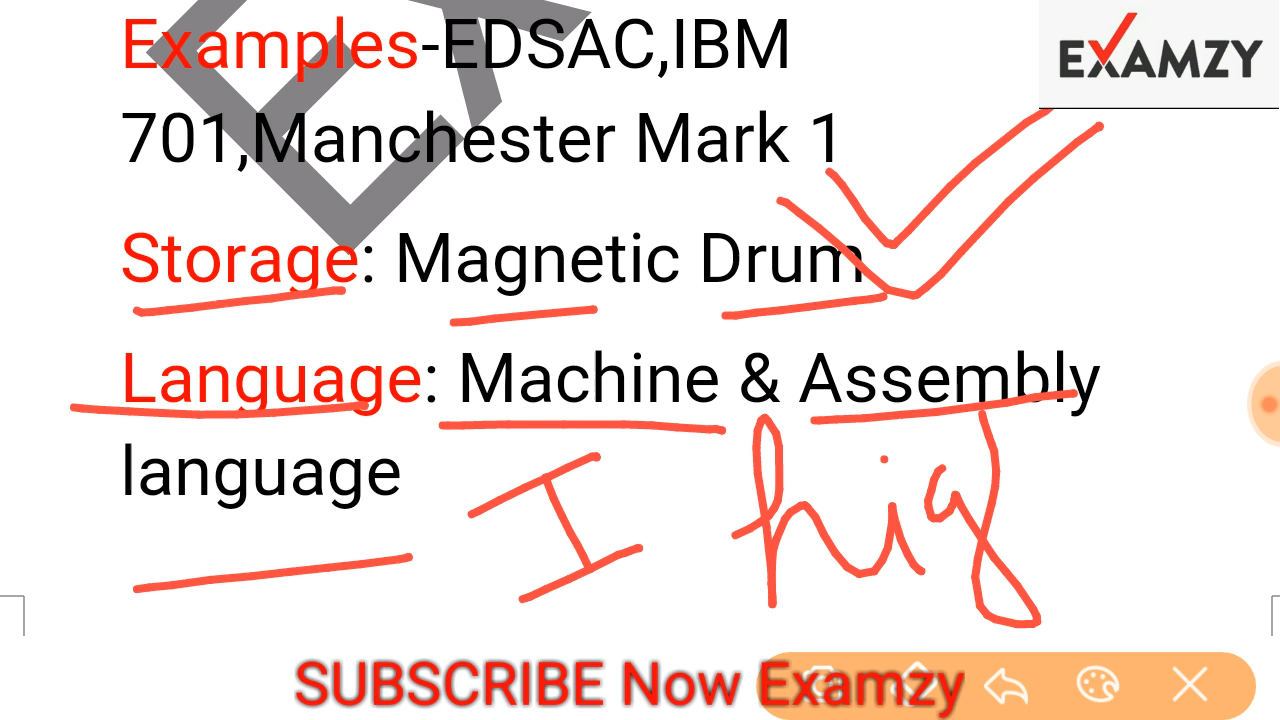 Examples-EDSAC,IBM
EXAMZY
701,Manchester Mark 1
Storage: Magnetic Drum
Language: Machine & Assembly
language
I hig
SUBSCRIBE Now Examzy